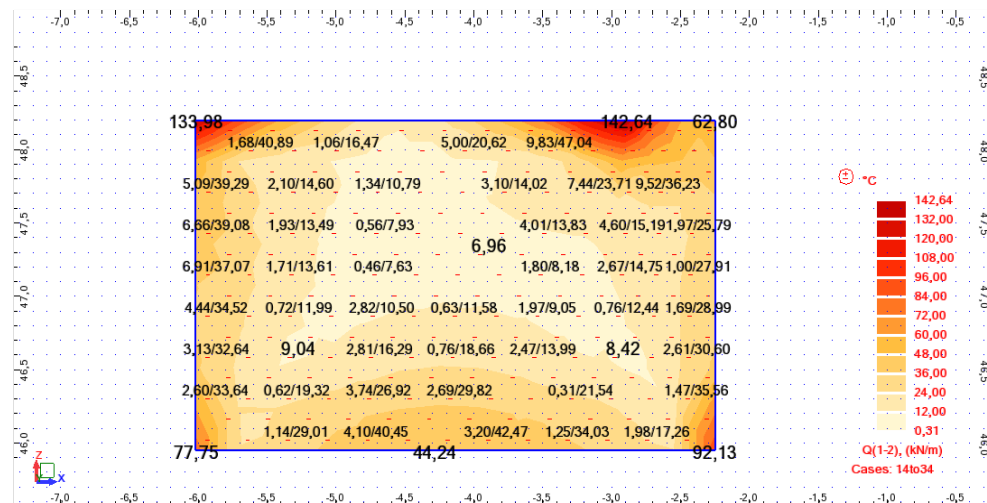 -7,0 -6,5 -6,0 -5,5 -5,0 -4,5 -4,0 -3,5 -3,0 -2,5 -2,0 -1,5 -1,0 -0,5
48,5 48,5
133,98 142,64 62,80
1,68/40,89 1,06/16,47 5,00/20,62 9,83/47,04
48,0 48,0
5,09/39,29 2,10/14,60 1,34/10,79 3,10/14,02 7,44/23,71 9,52/36,23
± °C
142,64
132,00
120,00
108,00
96,00
84,00
72,00
60,00
48,00
36,00
24,00
12,00
0,31
Q(1-2), (kN/m)
Cases: 14to34
47,5 47,5
6,66/39,08 1,93/13,49 0,56/7,93 4,01/13,83 4,60/15,19 1,97/25,79
6,96
6,91/37,07 1,71/13,61 0,46/7,63 1,80/8,18 2,67/14,75 1,00/27,91
47,0 47,0
4,44/34,52 0,72/11,99 2,82/10,50 0,63/11,58 1,97/9,05 0,76/12,44 1,69/28,99
3,13/32,64 9,04 2,81/16,29 0,76/18,66 2,47/13,99 8,42 2,61/30,60
46,5 46,5
2,60/33,64 0,62/19,32 3,74/26,92 2,69/29,82 0,31/21,54 1,47/35,56
1,14/29,01 4,10/40,45 3,20/42,47 1,25/34,03 1,98/17,26
46,0 46,0
77,75 44,24 92,13
Z
X
-7,0 -6,5 -6,0 -5,5 -5,0 -4,5 -4,0 -3,5 -3,0 -2,5 -2,0 -1,5 -1,0 -0,5